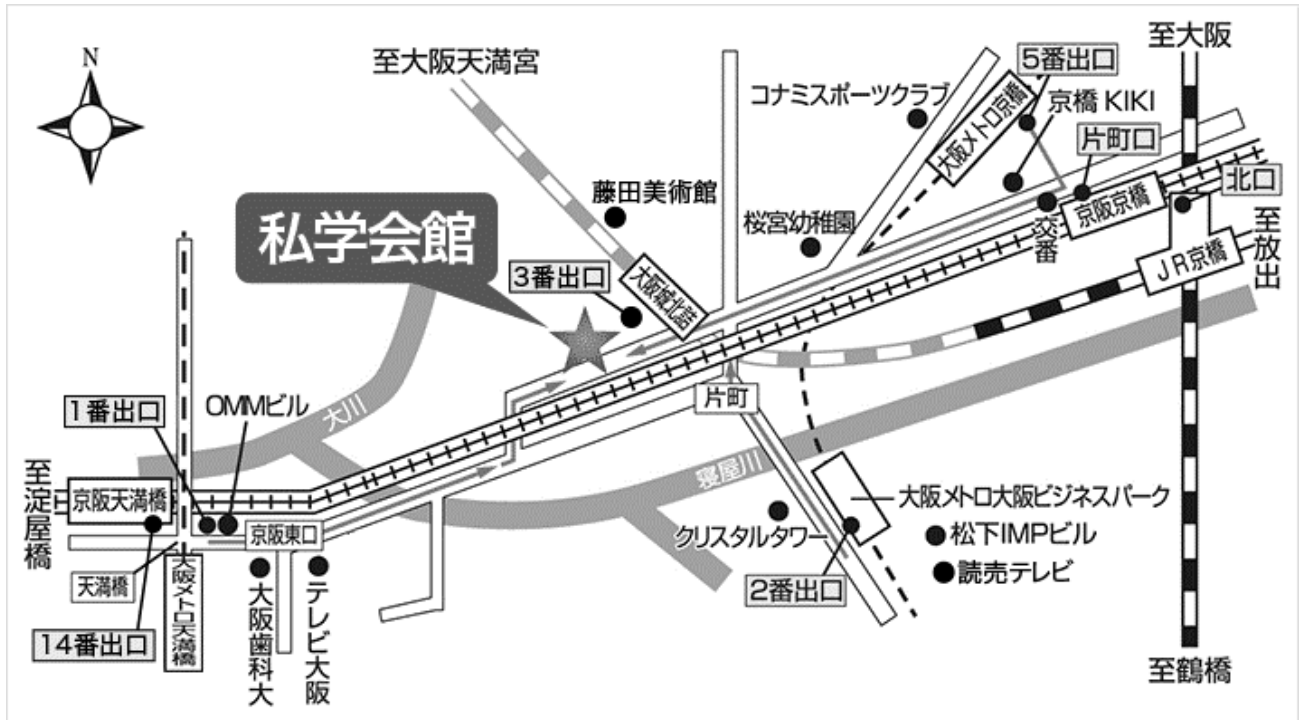 N
至大阪天満宮
至大阪
5番出口
コナミスポーツクラブ
京橋 KIKI
大阪メトロ京橋
片町口
北口
藤田美術館
私学会館
桜宮幼稚園
京阪京橋
交番
至放出
3番出口
大阪城北詰
JR京橋
大川
片町
1番出口
OMMビル
寝屋川
至淀屋橋
京阪天満橋
京阪東口
大阪メトロ大阪ビジネスパーク
クリスタルタワー
松下IMPビル
天満橋
読売テレビ
2番出口
14番出口
大阪メトロ天満橋
大阪歯科大
テレビ大阪
至鶴橋